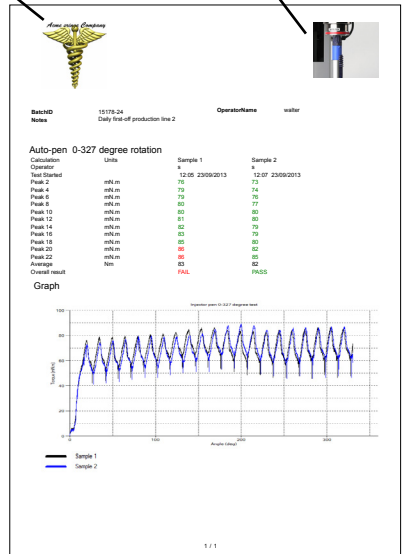 Acme syringe Company
BatchID 15178-24 OperatorName walter
Notes Daily first-off production line 2
Auto-pen 0-327 degree rotation
Calculation Units Sample 1 Sample 2
Operator s s
Test Started 12:05 23/09/2013 12:07 23/09/2013
Peak 2 mN.m 76 73
Peak 4 mN.m 79 74
Peak 6 mN.m 79 76
Peak 8 mN.m 80 77
Peak 10 mN.m 80 80
Peak 12 mN.m 81 80
Peak 14 mN.m 82 79
Peak 16 mN.m 83 79
Peak 18 mN.m 85 80
Peak 20 mN.m 86 82
Peak 22 mN.m 86 85
Average Nm 83 82
Overall result FAIL PASS
Graph
Injector pen 0-327 degree test
100
80
60
40
20
0
0 100 200 300
Angle (deg)
Sample 1
Sample 2
1 / 1